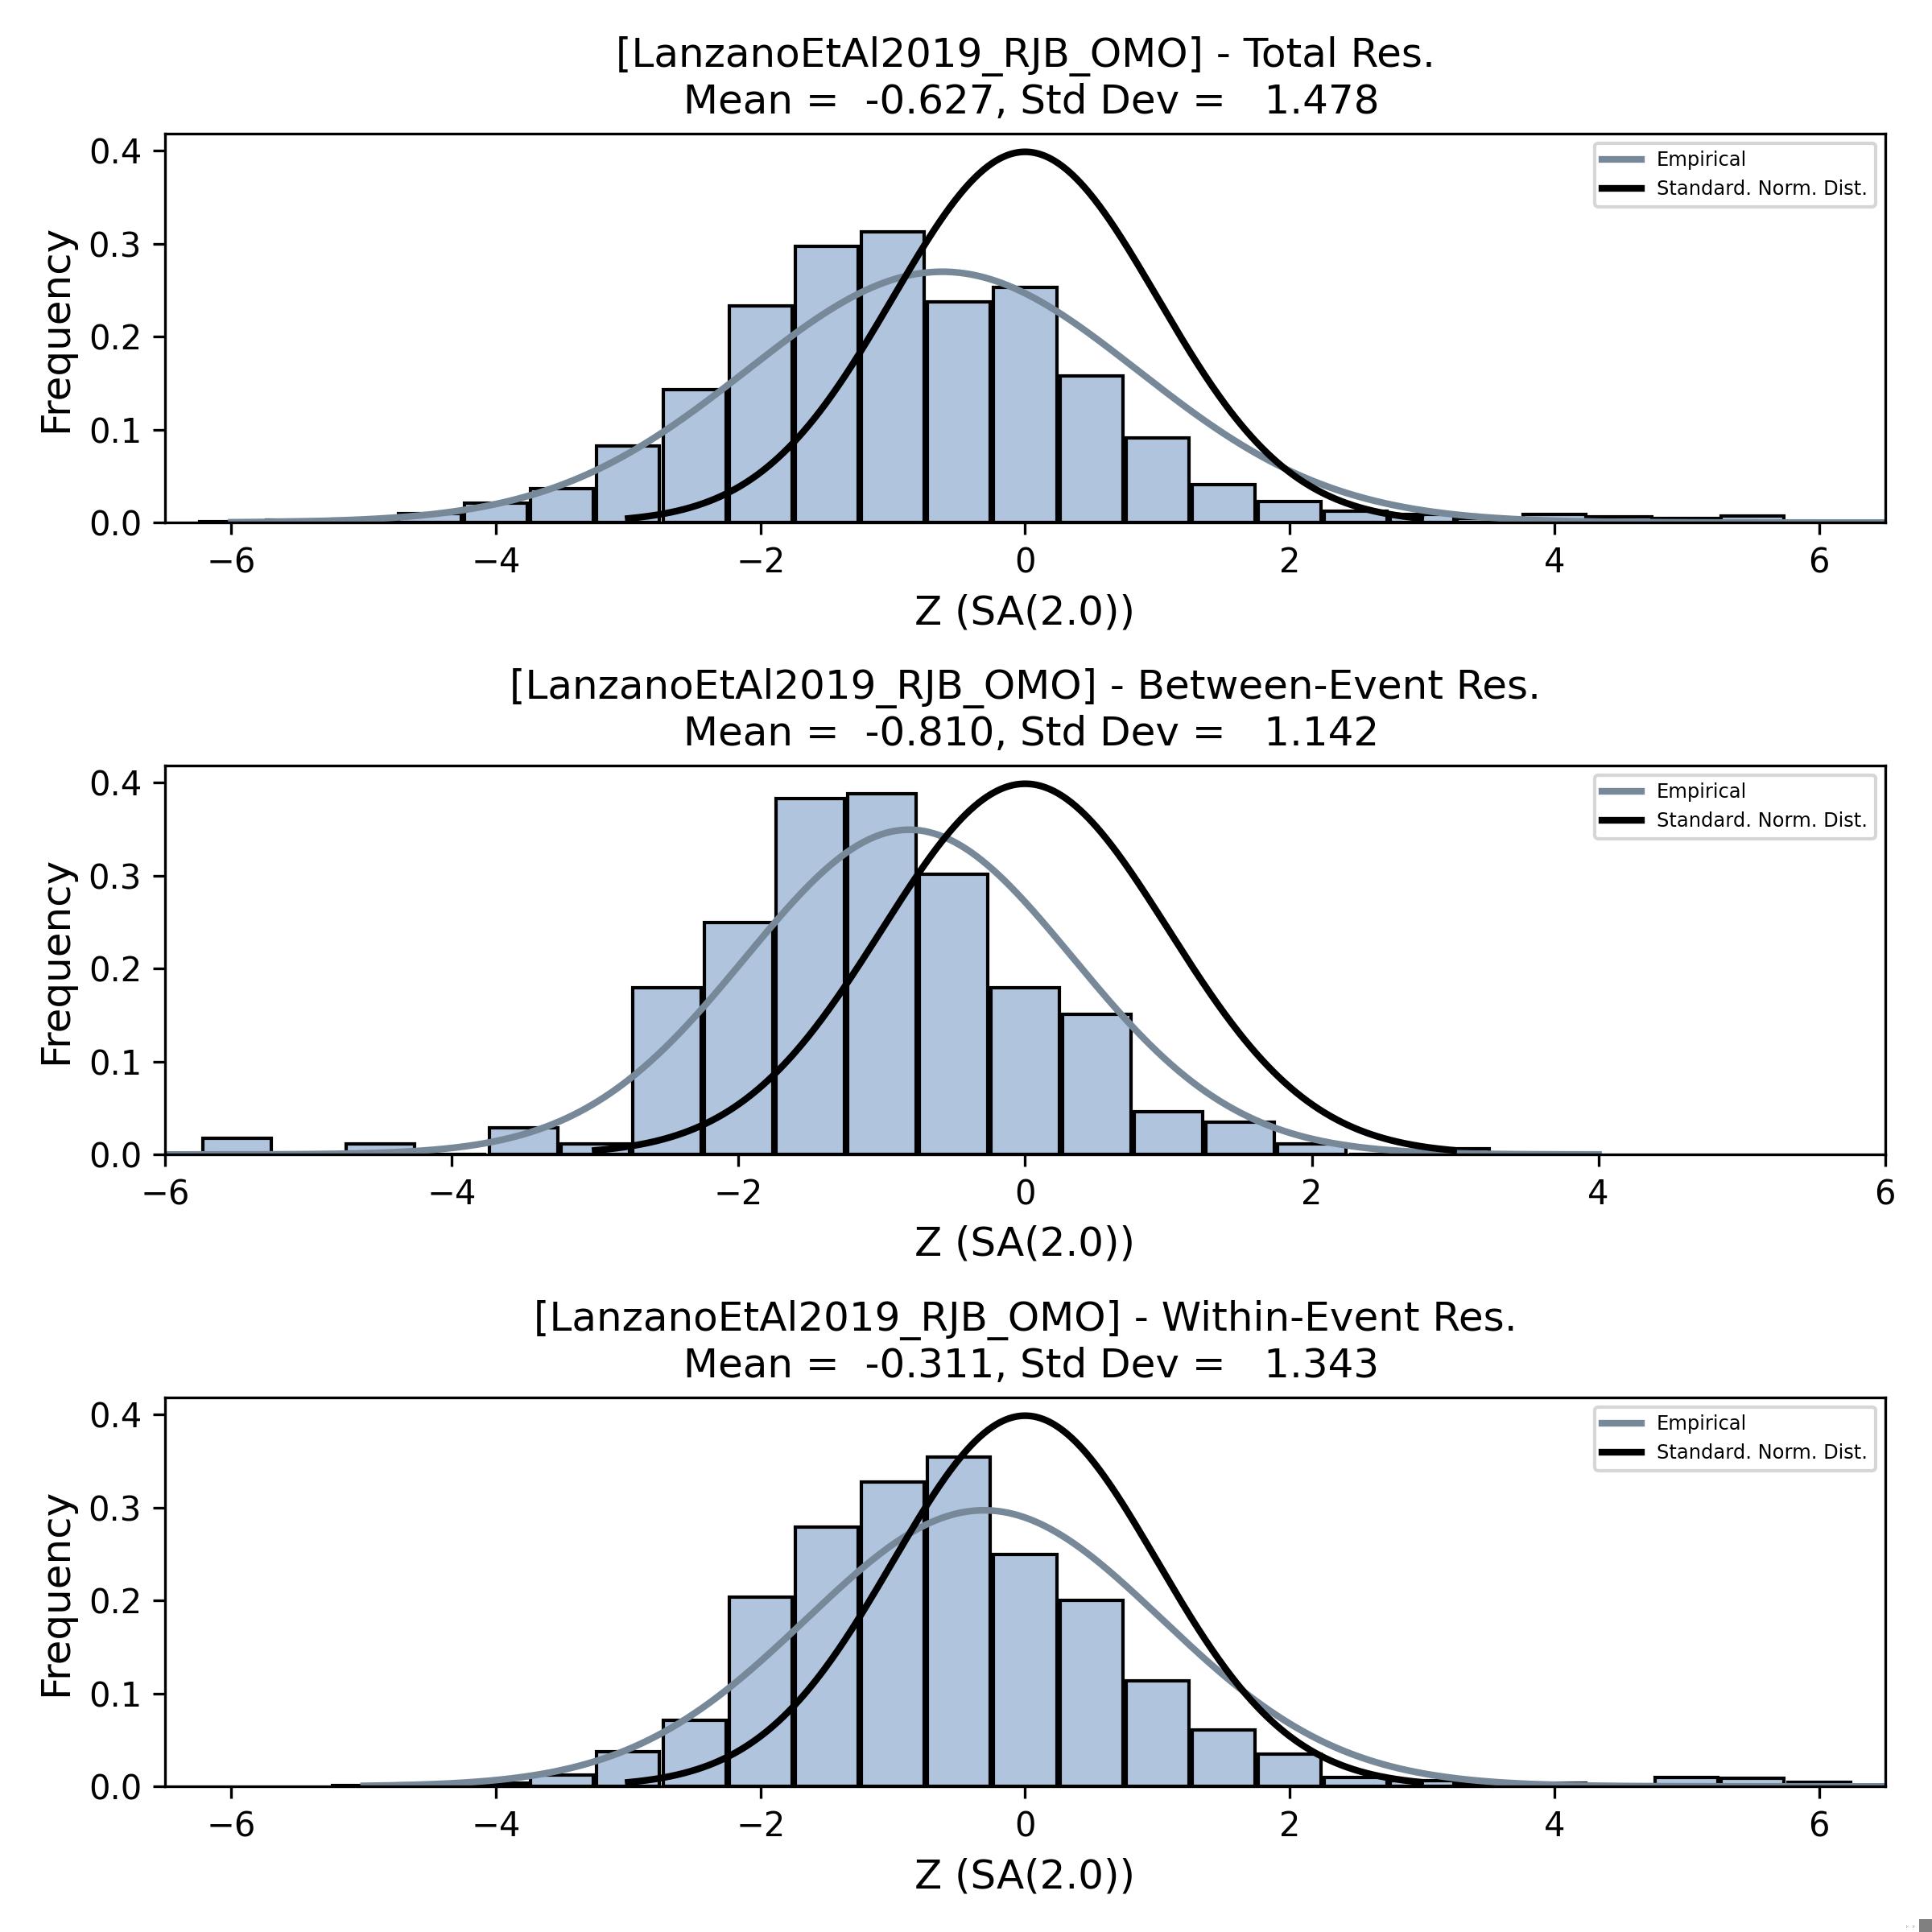 [LanzanoEtAl2019_RJB_OMO] - Total Res.
Mean =  -0.627, Std Dev =   1.478
Frequency
0.4
0.3
0.2
0.1
0.0
Empirical
Standard. Norm. Dist.
−6 −4 −2 0 2 4 6
Z (SA(2.0))
[LanzanoEtAl2019_RJB_OMO] - Between-Event Res.
Mean =  -0.810, Std Dev =   1.142
Frequency
0.4
0.3
0.2
0.1
0.0
Empirical
Standard. Norm. Dist.
−6 −4 −2 0 2 4 6
Z (SA(2.0))
[LanzanoEtAl2019_RJB_OMO] - Within-Event Res.
Mean =  -0.311, Std Dev =   1.343
Frequency
0.4
0.3
0.2
0.1
0.0
Empirical
Standard. Norm. Dist.
−6 −4 −2 0 2 4 6
Z (SA(2.0))